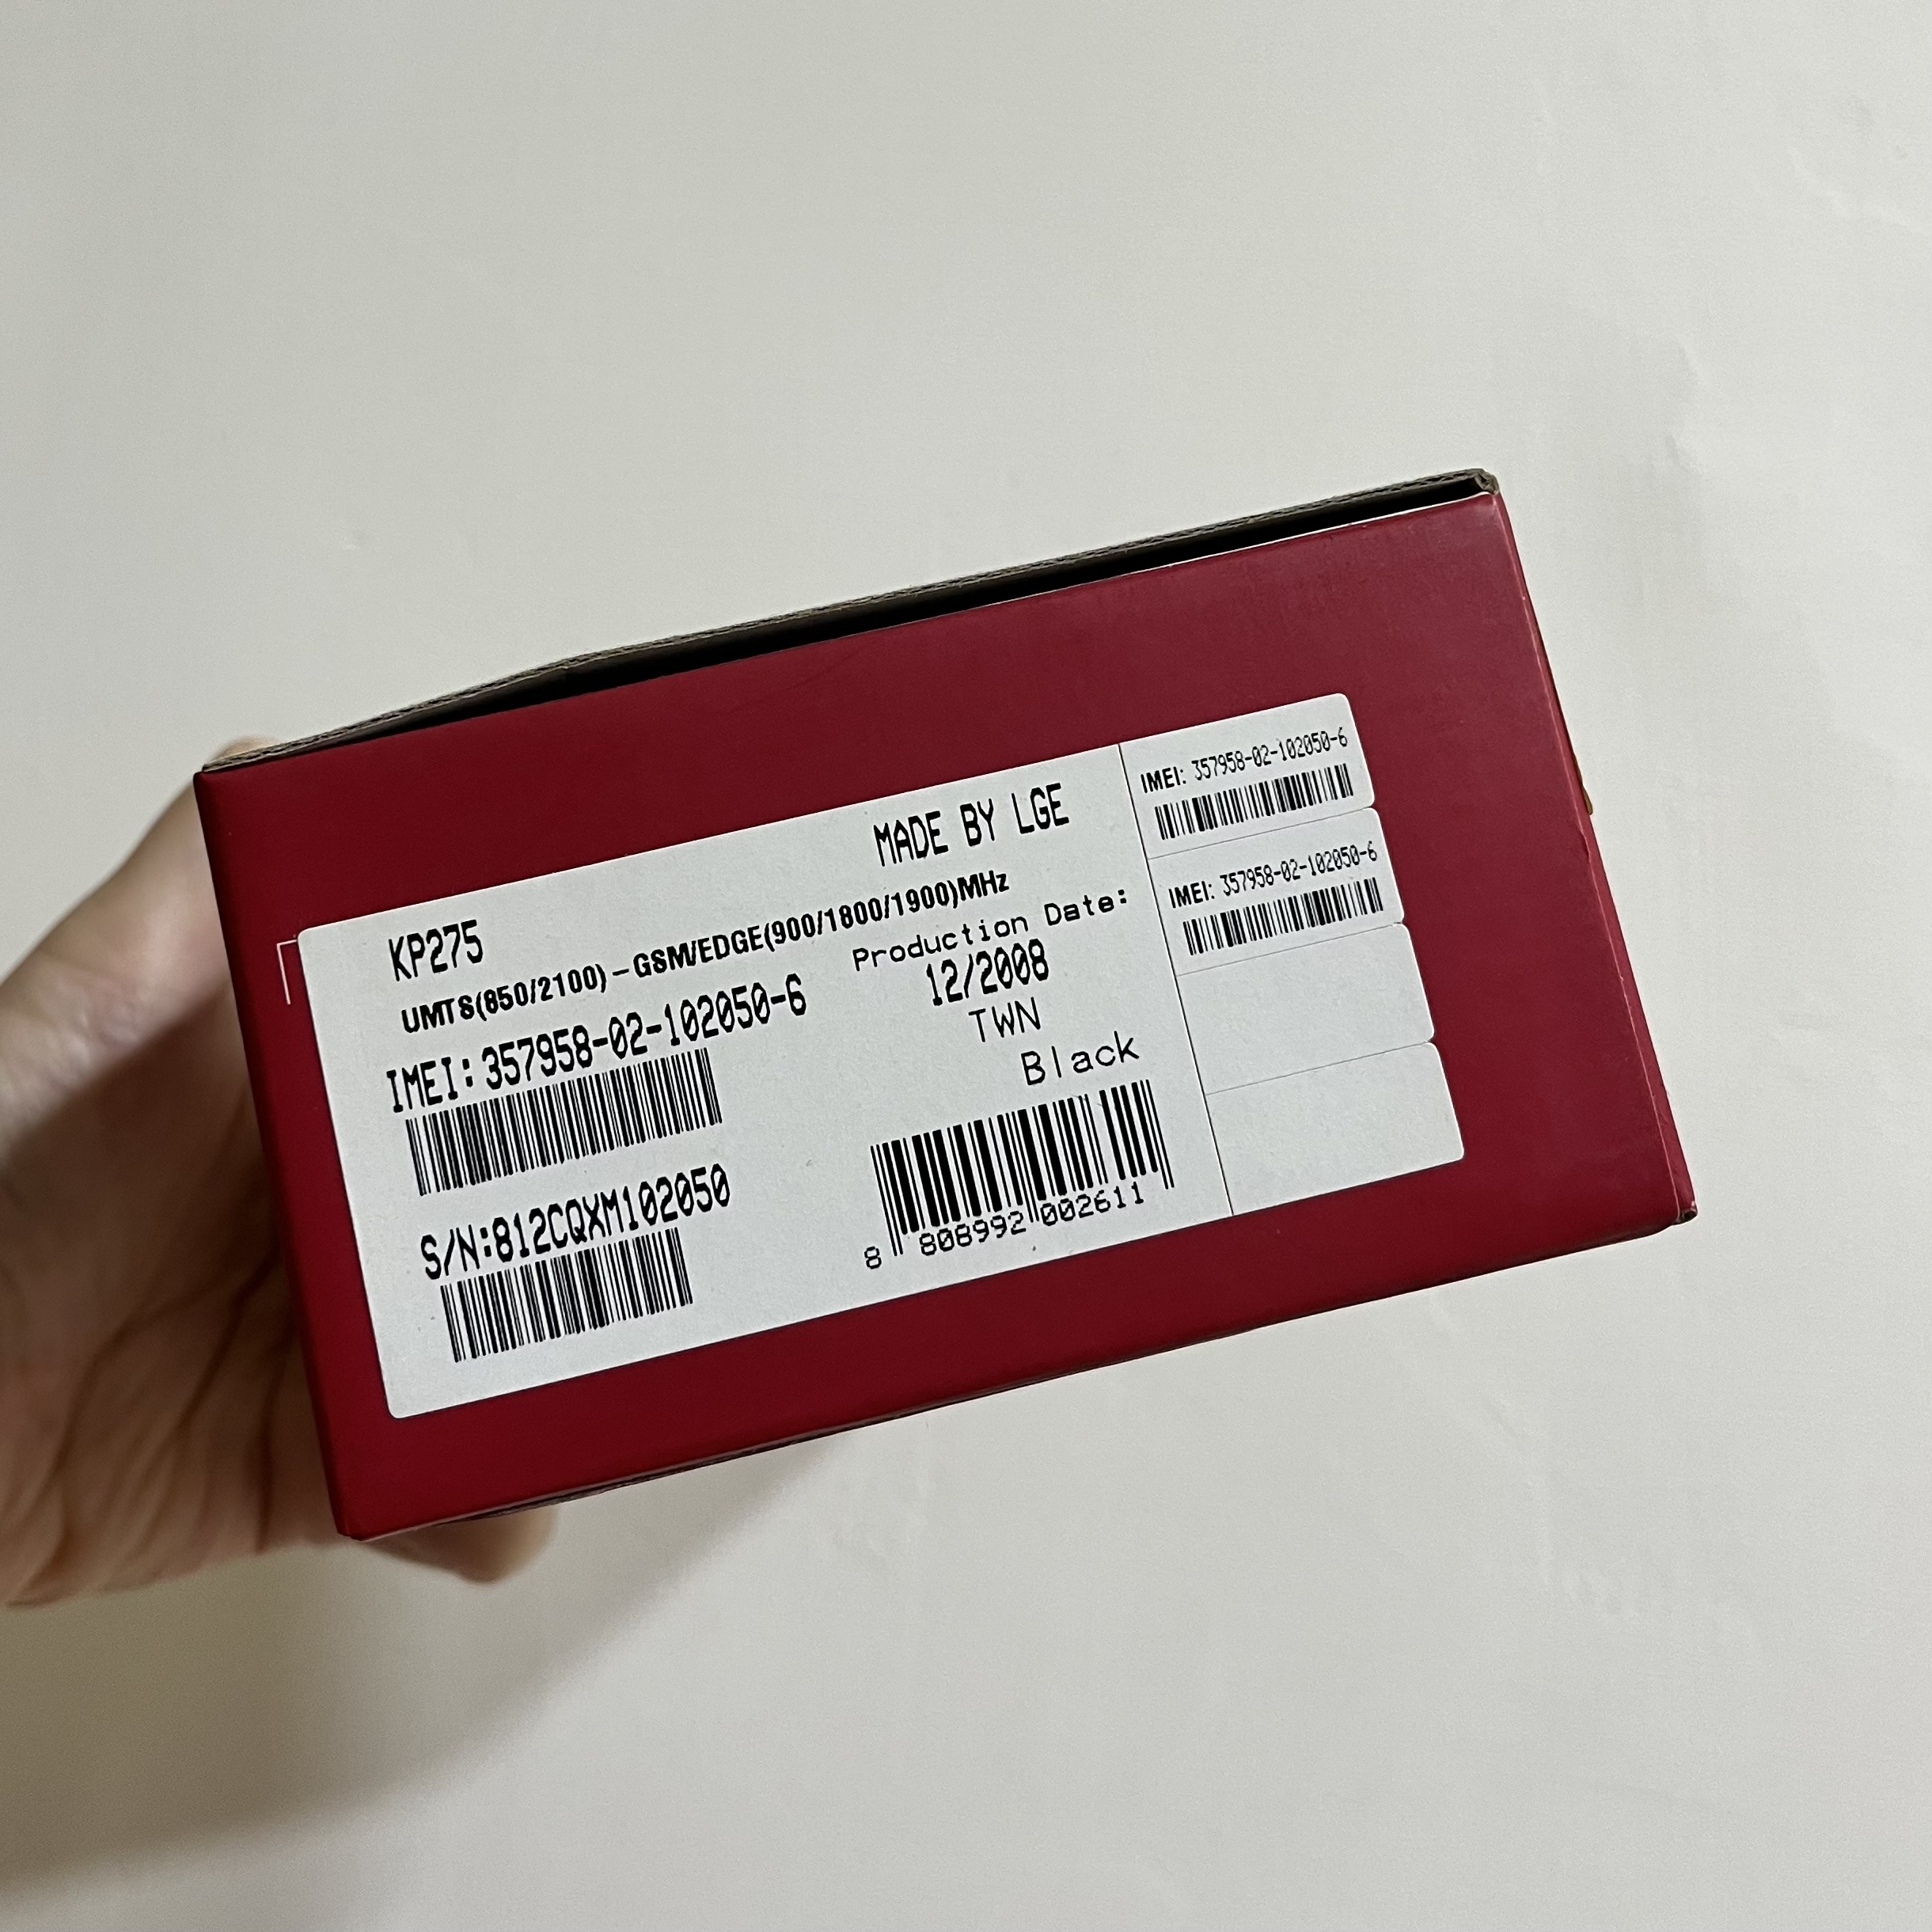 MADE BY LGE
KP275
UMTS(850/2100)-GSM/EDGE(900/1800/1900)MHz
IMEI: 357958-02-102050-6
Production Date:
12/2008
TWN
Black
S/N:812CQXM102050
8 808992 002611
IMEI: 357958-02-102050-6
IMEI: 357958-02-102050-6